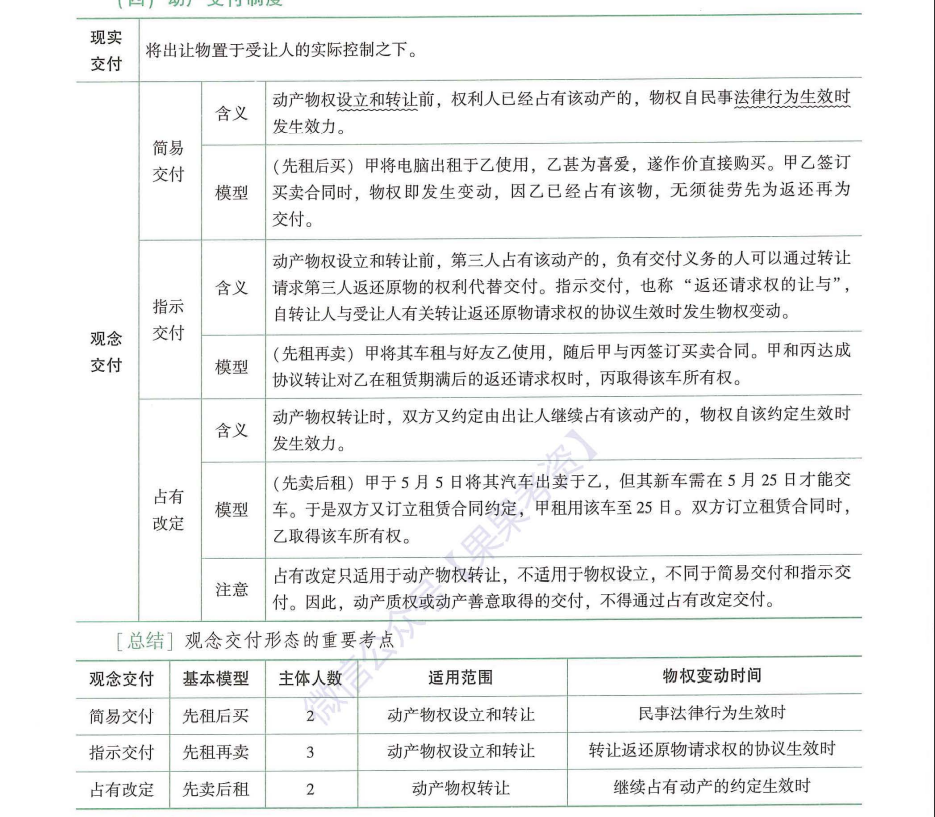 （四）动产交付制度
现实
交付
将出让物置于受让人的实际控制之下。
观念
交付
简易
交付
含义
动产物权设立和转让前，权利人已经占有该动产的，物权自民事法律行为生效时
发生效力。
模型
（先租后买）甲将电脑出租于乙使用，乙甚为喜爱，遂作价直接购买。甲乙签订
买卖合同时，物权即发生变动，因乙已经占有该物，无须徒劳先为返还再为
交付。
指示
交付
含义
动产物权设立和转让前，第三人占有该动产的，负有交付义务的人可以通过转让
请求第三人返还原物的权利代替交付。指示交付，也称“返还请求权的让与”，
自转让人与受让人有关转让返还原物请求权的协议生效时发生物权变动。
模型
（先租再卖）甲将其车租与好友乙使用，随后甲与丙签订买卖合同。甲和丙达成
协议转让对乙在租赁期满后的返还请求权时，丙取得该车所有权。
占有
改定
含义
动产物权转让时，双方又约定由出让人继续占有该动产的，物权自该约定生效时
发生效力。
模型
（先卖后租）甲于5月5日将其汽车出卖于乙，但其新车需在5月25日才能交
车。于是双方又订立租赁合同约定，甲租用该车至25日。双方订立租赁合同时，
乙取得该车所有权。
注意
占有改定只适用于动产物权转让，不适用于物权设立，不同于简易交付和指示交
付。因此，动产质权或动产善意取得的交付，不得通过占有改定交付。
［总结］观念交付形态的重要考点
观念交付 基本模型 主体人数 适用范围 物权变动时间
简易交付 先租后买 2 动产物权设立和转让 民事法律行为生效时
指示交付 先租再卖 3 动产物权设立和转让 转让返还原物请求权的协议生效时
占有改定 先卖后租 2 动产物权转让 继续占有动产的约定生效时
微信公众号【果果考资】